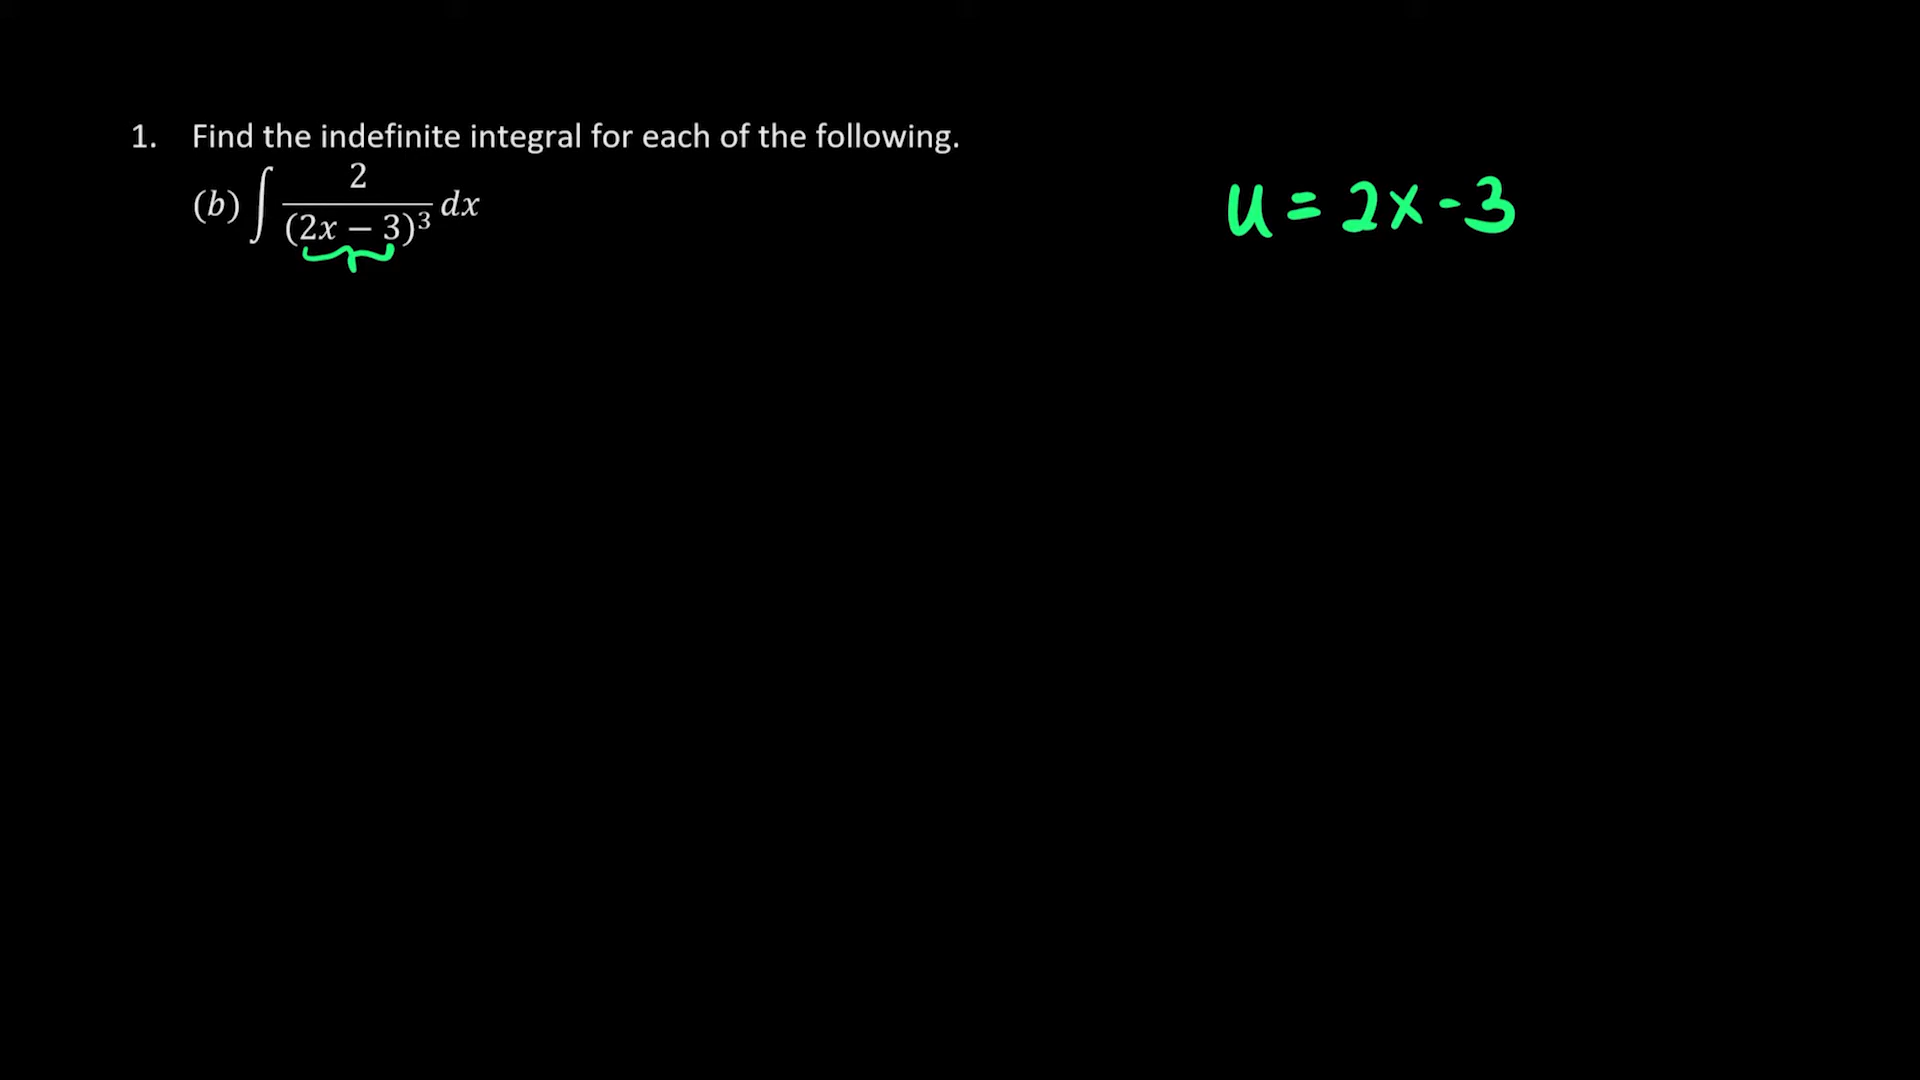 1. Find the indefinite integral for each of the following.
(b) ∫ 2/(2x − 3)³ dx
u = 2x - 3